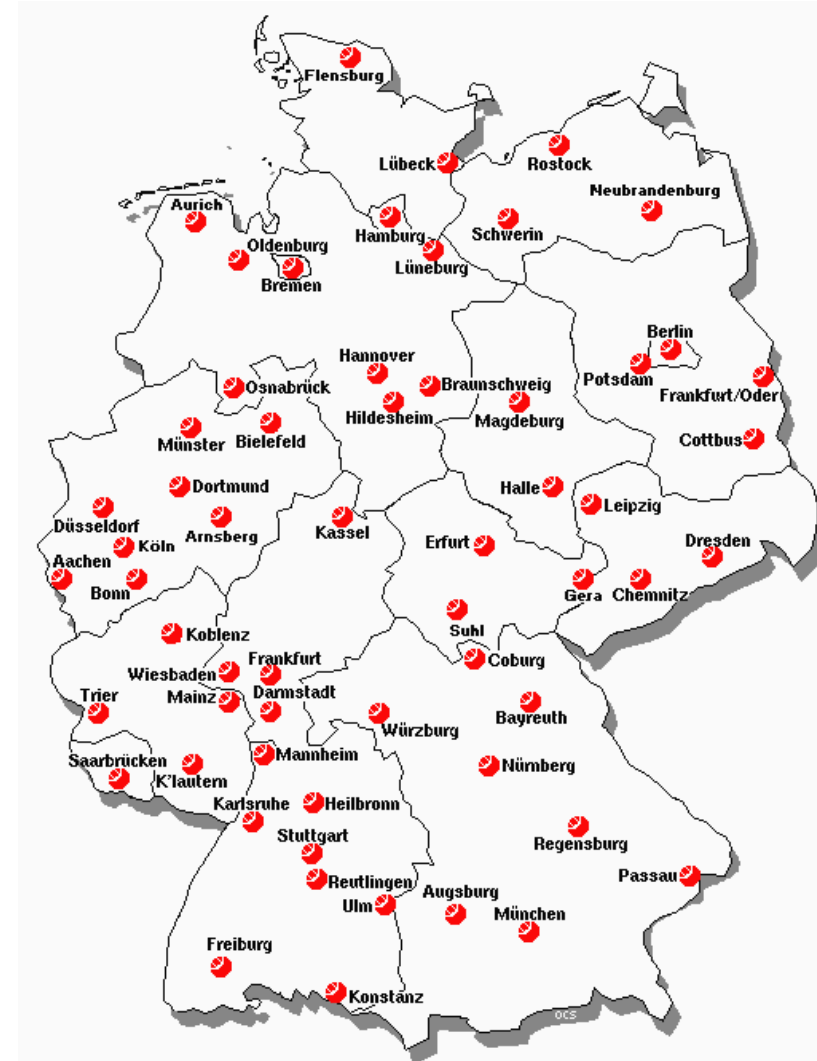 Flensburg
Lübeck
Rostock
Neubrandenburg
Aurich
Hamburg
Schwerin
Oldenburg
Lüneburg
Bremen
Berlin
Hannover
Potsdam
Osnabrück
Braunschweig
Frankfurt/Oder
Hildesheim
Magdeburg
Münster
Bielefeld
Cottbus
Dortmund
Halle
Leipzig
Düsseldorf
Arnsberg
Kassel
Köln
Erfurt
Dresden
Aachen
Bonn
Gera
Chemnitz
Suhl
Koblenz
Frankfurt
Coburg
Wiesbaden
Darmstadt
Trier
Mainz
Bayreuth
Würzburg
Mannheim
Saarbrücken
Nürnberg
K'lautern
Karlsruhe
Heilbronn
Stuttgart
Regensburg
Passau
Reutlingen
Augsburg
Ulm
München
Freiburg
Konstanz
OCS